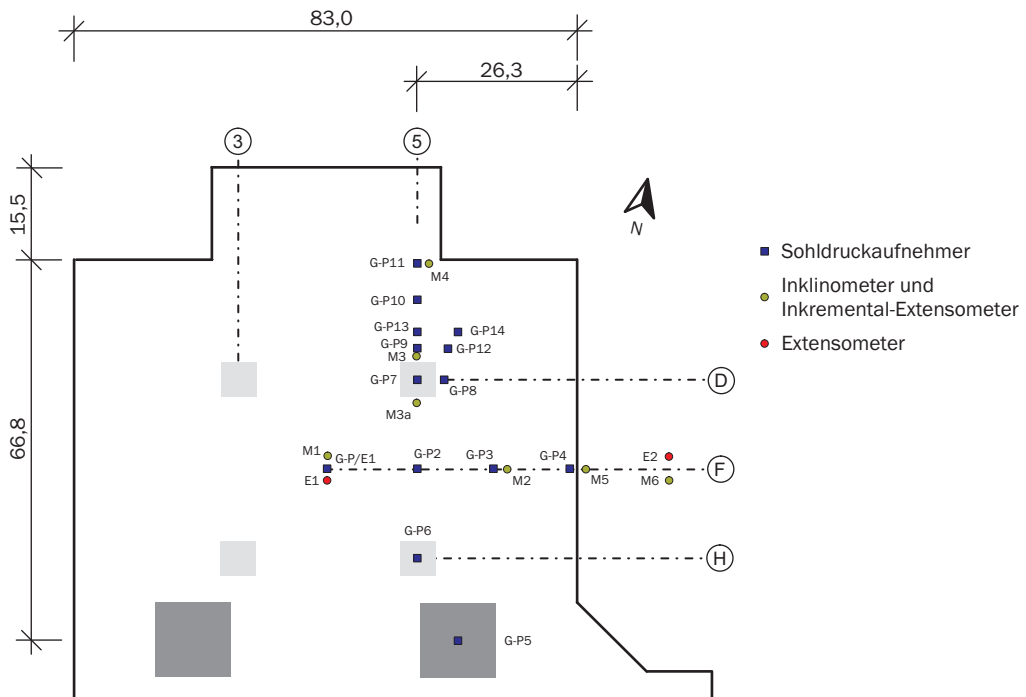 83,0
26,3
3
5
15,5
N
Sohldruckaufnehmer
Inklinometer und
Inkremental-Extensometer
Extensometer
G-P11
M4
G-P10
G-P13
G-P14
G-P9
G-P12
M3
G-P7
G-P8
D
M3a
66,8
M1
G-P/E1
G-P2
G-P3
G-P4
E2
F
E1
M2
M5
M6
G-P6
H
G-P5